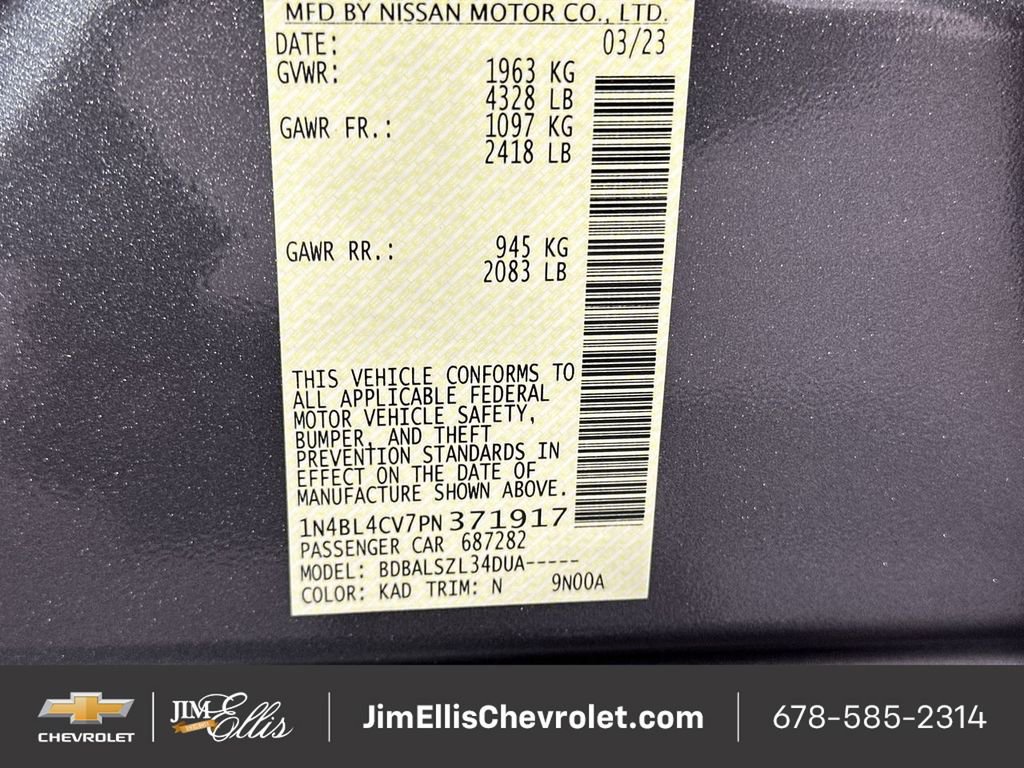 MFD BY NISSAN MOTOR CO., LTD.
DATE: 03/23
GVWR: 1963 KG
4328 LB
GAWR FR.: 1097 KG
2418 LB
GAWR RR.: 945 KG
2083 LB
THIS VEHICLE CONFORMS TO
ALL APPLICABLE FEDERAL
MOTOR VEHICLE SAFETY,
BUMPER, AND THEFT
PREVENTION STANDARDS IN
EFFECT ON THE DATE OF
MANUFACTURE SHOWN ABOVE.
1N4BL4CV7PN371917
PASSENGER CAR 687282
MODEL: BDBALSZL34DUA-----
COLOR: KAD TRIM: N 9N00A
CHEVROLET
JIM Ellis
JimEllisChevrolet.com
678-585-2314